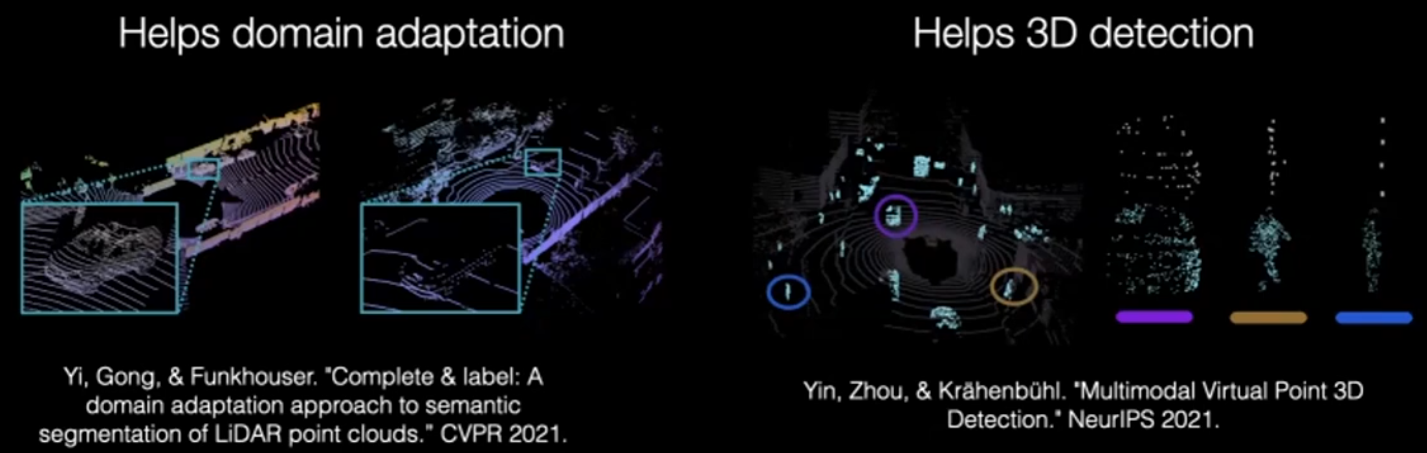 Helps domain adaptation
Yi, Gong, & Funkhouser. "Complete & label: A
domain adaptation approach to semantic
segmentation of LiDAR point clouds." CVPR 2021.
Helps 3D detection
Yin, Zhou, & Krähenbühl. "Multimodal Virtual Point 3D
Detection." NeurIPS 2021.